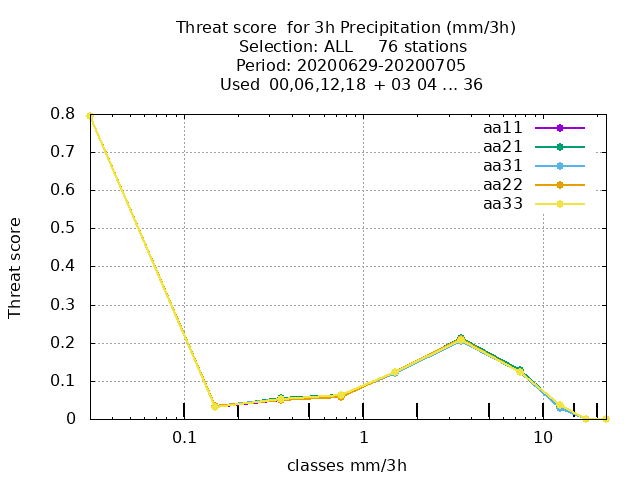 Threat score  for 3h Precipitation (mm/3h)
Selection: ALL     76 stations
Period: 20200629-20200705
Used  00,06,12,18  + 03 04 ... 36
aa11
aa21
aa31
aa22
aa33
0.8
0.7
0.6
0.5
0.4
0.3
0.2
0.1
0
Threat score
0.1
1
10
classes mm/3h